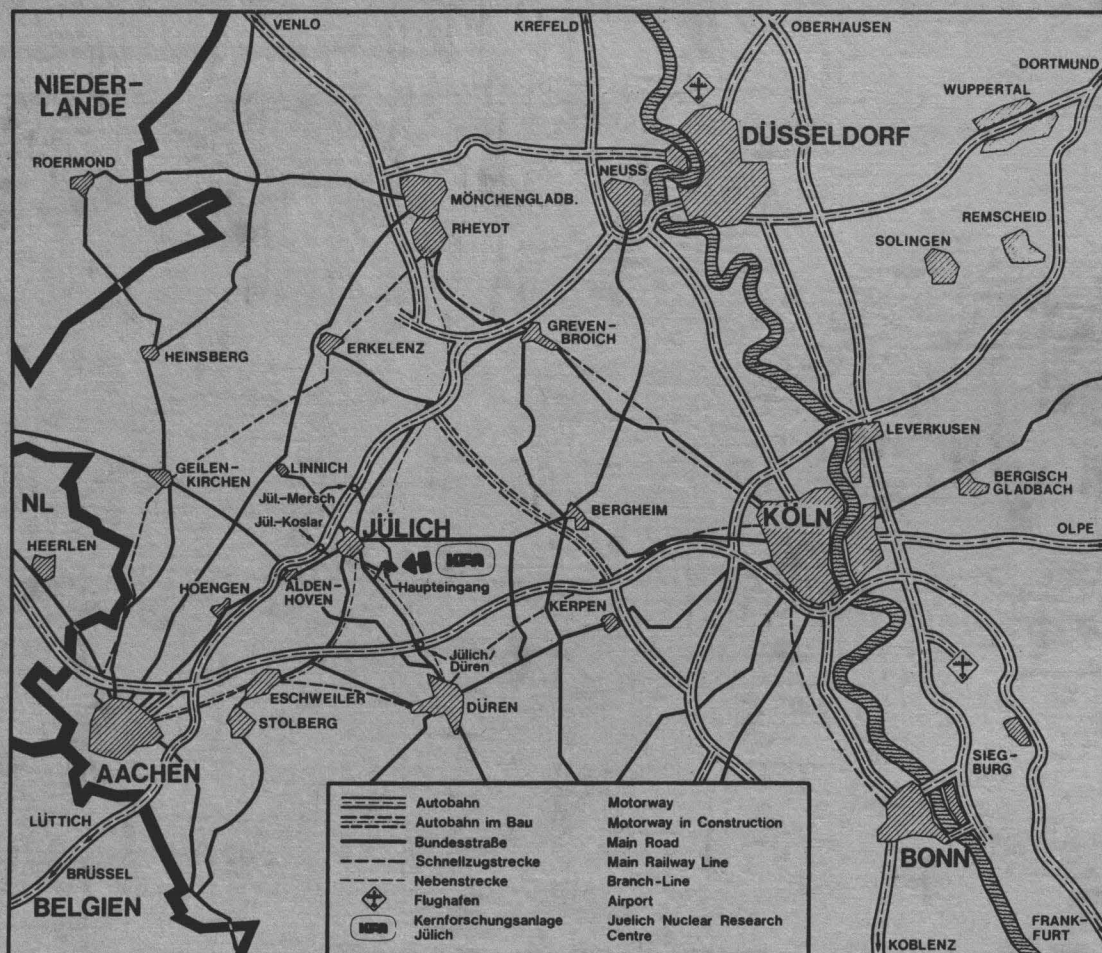 VENLO
KREFELD
OBERHAUSEN
DORTMUND
NIEDER-
LANDE
WUPPERTAL
DÜSSELDORF
ROERMOND
NEUSS
MÖNCHENGLADB.
RHEYDT
REMSCHEID
SOLINGEN
GREVEN-
BROICH
ERKELENZ
HEINSBERG
LEVERKUSEN
GEILEN-
KIRCHEN
LINNICH
Jül.-Mersch
BERGISCH
GLADBACH
NL
Jül.-Koslar
JÜLICH
BERGHEIM
KÖLN
OLPE
HEERLEN
KFA
Haupteingang
HOENGEN
ALDEN-
HOVEN
KERPEN
Jülich/
Düren
ESCHWEILER
DÜREN
STOLBERG
AACHEN
SIEG-
BURG
LÜTTICH
BRÜSSEL
BELGIEN
BONN
FRANK-
FURT
KOBLENZ
Autobahn Motorway
Autobahn im Bau Motorway in Construction
Bundesstraße Main Road
Schnellzugstrecke Main Railway Line
Nebenstrecke Branch-Line
Flughafen Airport
KFA Kernforschungsanlage Juelich Nuclear Research
Jülich Centre